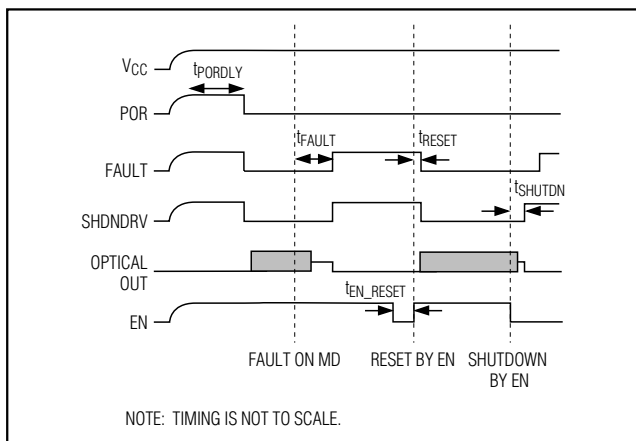 VCC
tPORDLY
POR
tFAULT
tRESET
FAULT
tSHUTDN
SHDNDRV
OPTICAL
OUT
tEN_RESET
EN
FAULT ON MD
RESET BY EN
SHUTDOWN
BY EN
NOTE: TIMING IS NOT TO SCALE.